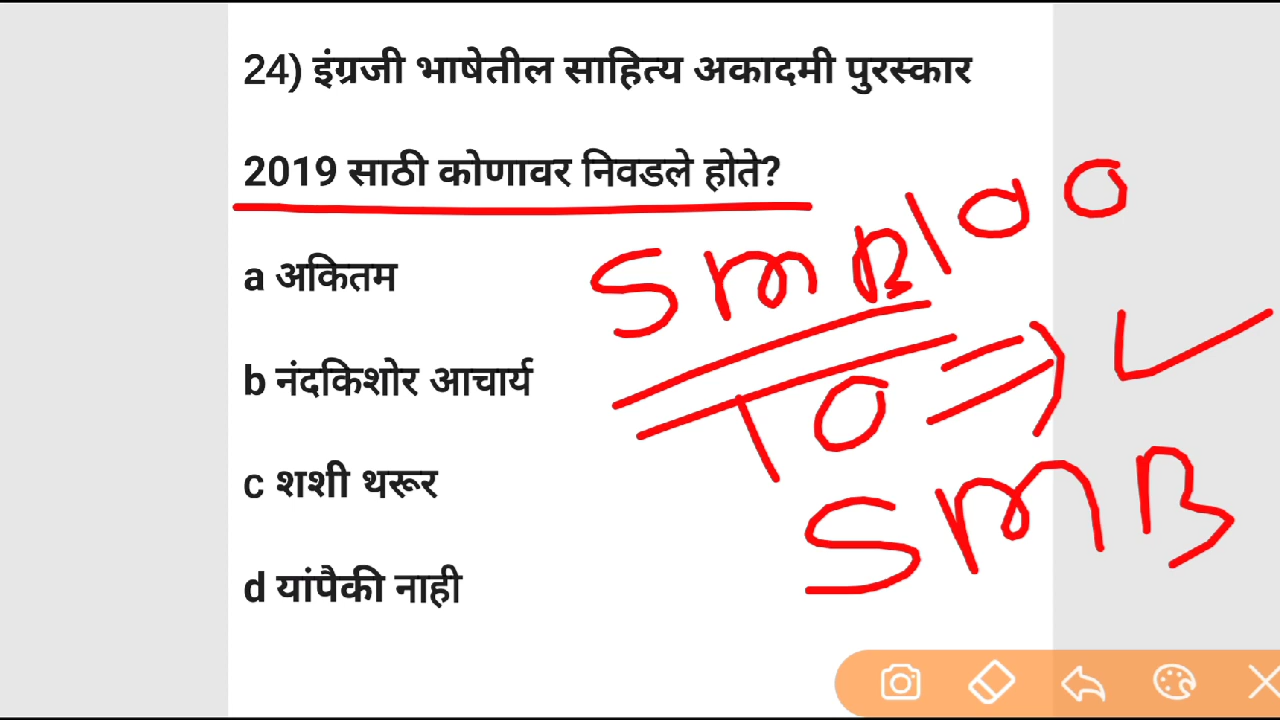 24) इंग्रजी भाषेतील साहित्य अकादमी पुरस्कार
2019 साठी कोणावर निवडले होते?
a अकितम
b नंदकिशोर आचार्य
c शशी थरूर
d यांपैकी नाही
SMB100
TO
SMB